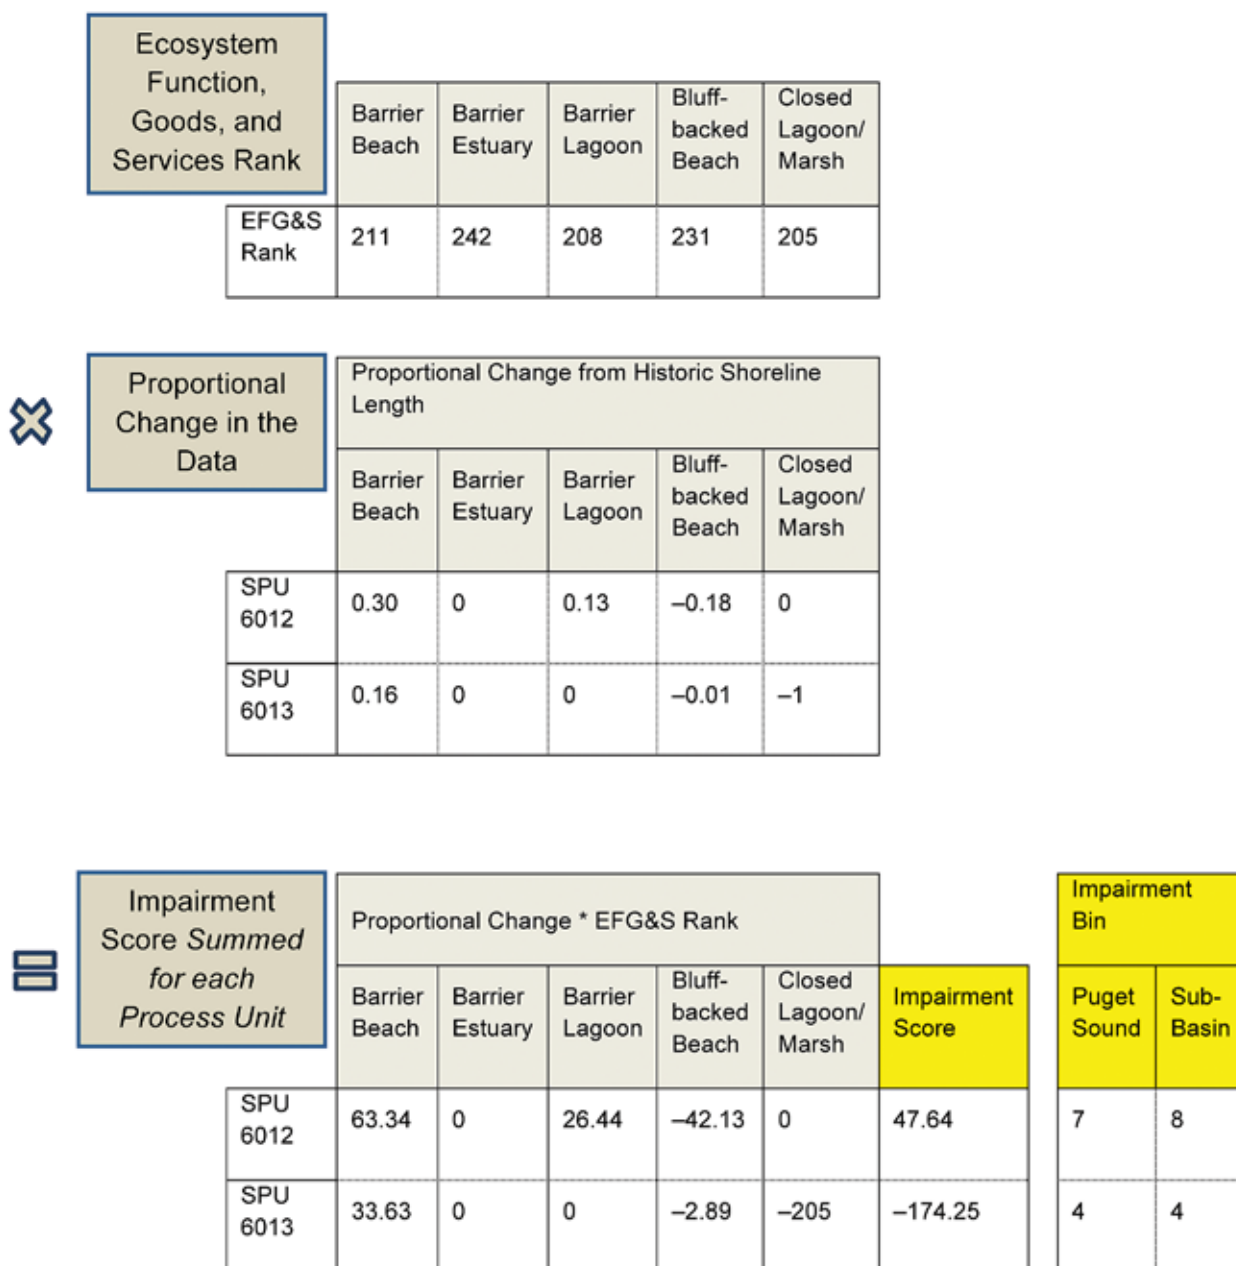 Ecosystem
Function,
Goods, and
Services Rank
Barrier Beach
Barrier Estuary
Barrier Lagoon
Bluff-backed Beach
Closed Lagoon/ Marsh
EFG&S Rank
211 242 208 231 205
Proportional
Change in the
Data
Proportional Change from Historic Shoreline
Length
Barrier Beach
Barrier Estuary
Barrier Lagoon
Bluff-backed Beach
Closed Lagoon/ Marsh
SPU 6012
0.30 0 0.13 –0.18 0
SPU 6013
0.16 0 0 –0.01 –1
Impairment
Score Summed
for each
Process Unit
Proportional Change * EFG&S Rank
Impairment
Bin
Barrier Beach
Barrier Estuary
Barrier Lagoon
Bluff-backed Beach
Closed Lagoon/ Marsh
Impairment Score
Puget Sound
Sub-Basin
SPU 6012
63.34 0 26.44 –42.13 0 47.64 7 8
SPU 6013
33.63 0 0 –2.89 –205 –174.25 4 4